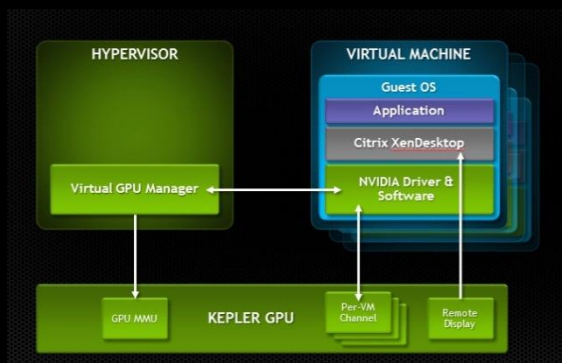 HYPERVISOR
Virtual GPU Manager
VIRTUAL MACHINE
Guest OS
Application
Citrix XenDesktop
NVIDIA Driver &
Software
GPU MMU
KEPLER GPU
Per-VM
Channel
Remote
Display